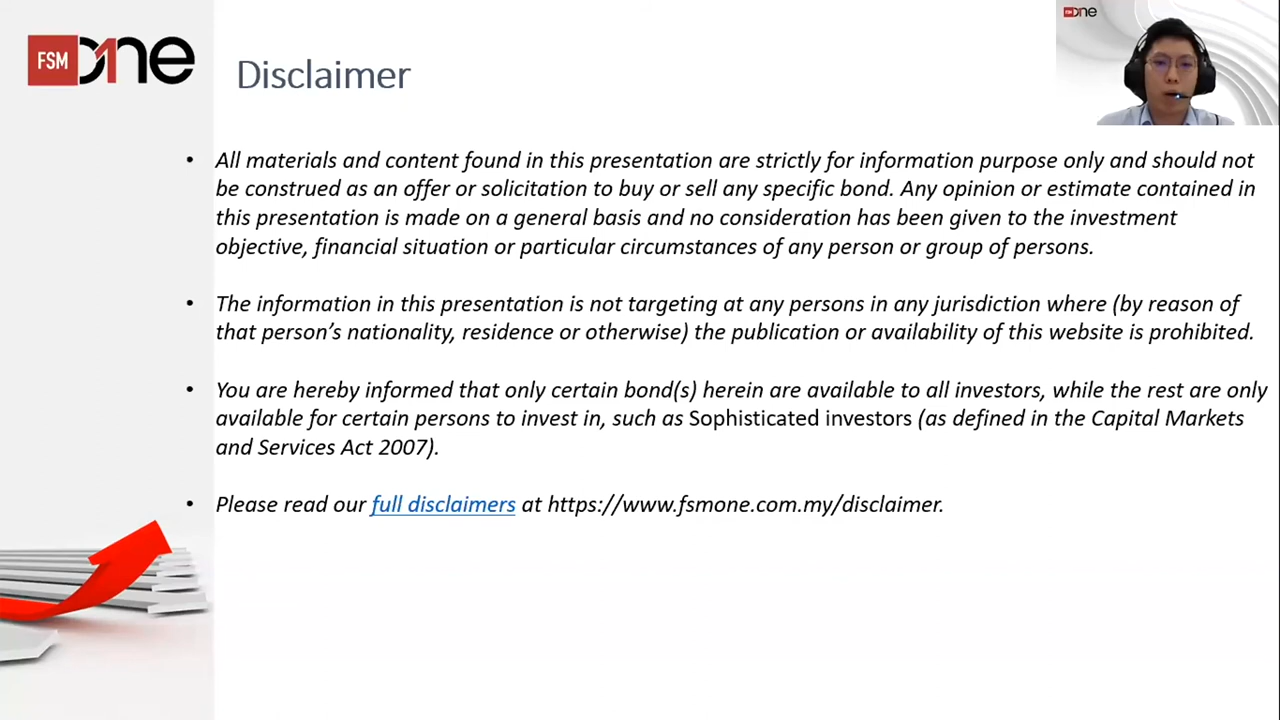 FSM One
Disclaimer
FSM One
• All materials and content found in this presentation are strictly for information purpose only and should not
be construed as an offer or solicitation to buy or sell any specific bond. Any opinion or estimate contained in
this presentation is made on a general basis and no consideration has been given to the investment
objective, financial situation or particular circumstances of any person or group of persons.
• The information in this presentation is not targeting at any persons in any jurisdiction where (by reason of
that person’s nationality, residence or otherwise) the publication or availability of this website is prohibited.
• You are hereby informed that only certain bond(s) herein are available to all investors, while the rest are only
available for certain persons to invest in, such as Sophisticated investors (as defined in the Capital Markets
and Services Act 2007).
• Please read our full disclaimers at https://www.fsmone.com.my/disclaimer.